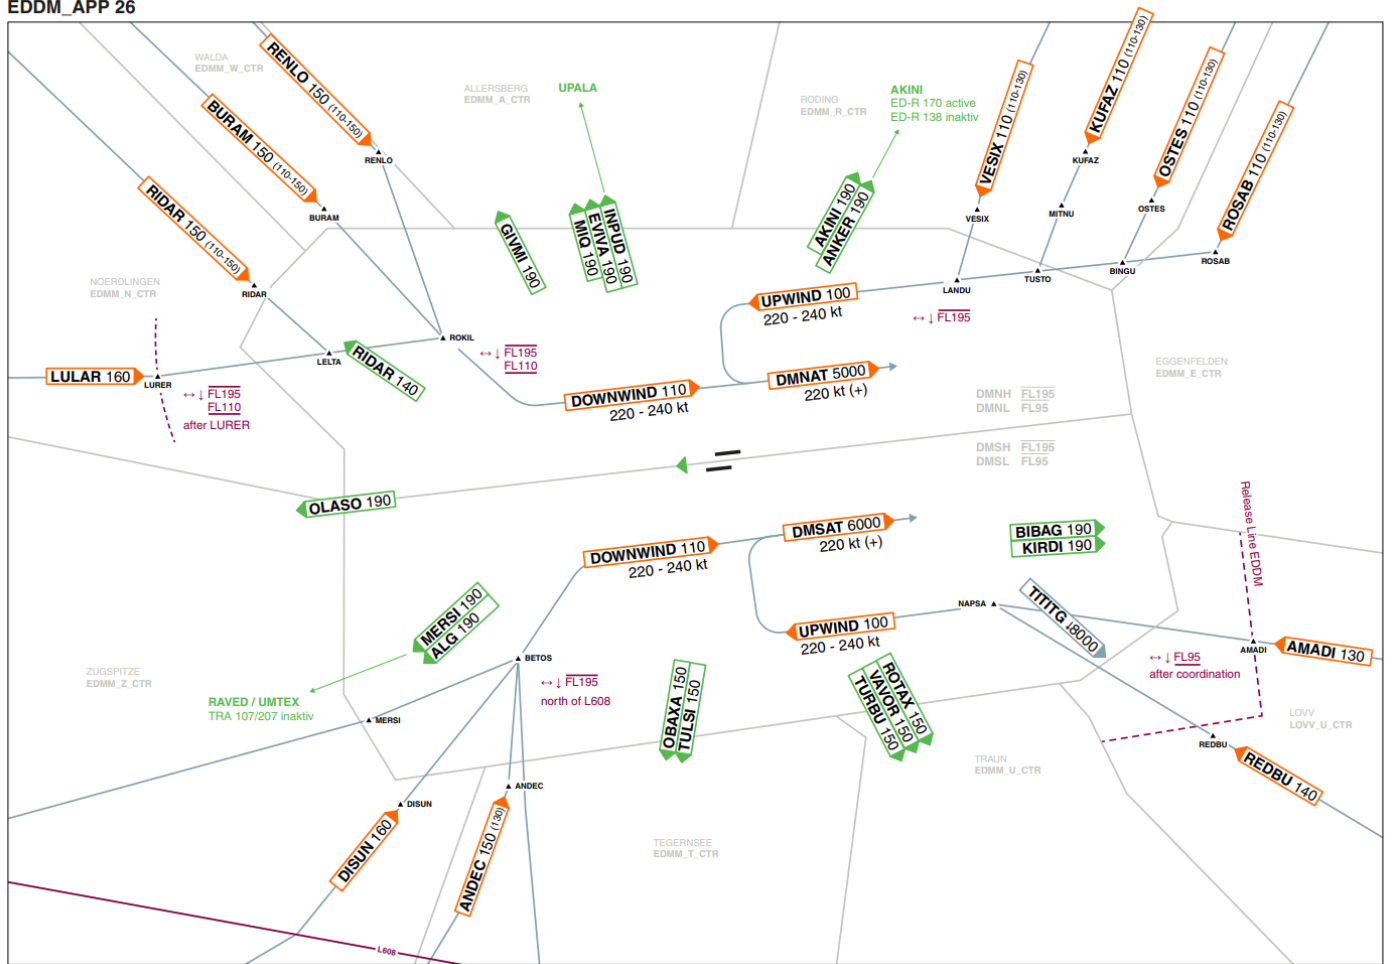 EDDM_APP 26
WALDA
EDMM_W_CTR
RENLO 150 (110-150)
RENLO
BURAM 150 (110-150)
BURAM
RIDAR 150 (110-150)
RIDAR
ALLERSBERG
EDMM_A_CTR
UPALA
RODING
EDMM_R_CTR
AKINI
ED-R 170 active
ED-R 138 inaktiv
VESIX 110 (110-130)
VESIX
KUFAZ 110 (110-130)
KUFAZ
MITNU
OSTES 110 (110-130)
OSTES
ROSAB 110 (110-130)
ROSAB
BINGU
TUSTO
LANDU
GIVMI 190
MIQ 190
EVIVA 190
INPUD 190
AKINI 190
ANKER 190
NOERDLINGEN
EDMM_N_CTR
UPWIND 100
220 - 240 kt
↔↓ FL195
ROKIL
↔↓ FL195
FL110
LELTA
RIDAR 140
LULAR 160
LURER
↔↓ FL195
FL110
after LURER
DOWNWIND 110
220 - 240 kt
DMNAT 5000
220 kt (+)
EGGENFELDEN
EDMM_E_CTR
DMNH FL195
DMNL FL95
DMSH FL195
DMSL FL95
OLASO 190
DOWNWIND 110
220 - 240 kt
DMSAT 6000
220 kt (+)
BIBAG 190
KIRDI 190
Release Line EDDM
MERSI 190
ALG 190
NAPSA
TITITG ↓8000
UPWIND 100
220 - 240 kt
AMADI
AMADI 130
↔↓ FL95
after coordination
ZUGSPITZE
EDMM_Z_CTR
BETOS
↔↓ FL195
north of L608
RAVED / UMTEX
TRA 107/207 inaktiv
MERSI
OBAXA 150
TULSI 150
ROTAX 150
VAVOR 150
TURBU 150
LOVV
LOVV_U_CTR
REDBU
REDBU 140
TRAUN
EDMM_U_CTR
ANDEC
DISUN
DISUN 160
ANDEC 150 (130)
TEGERNSEE
EDMM_T_CTR
L608